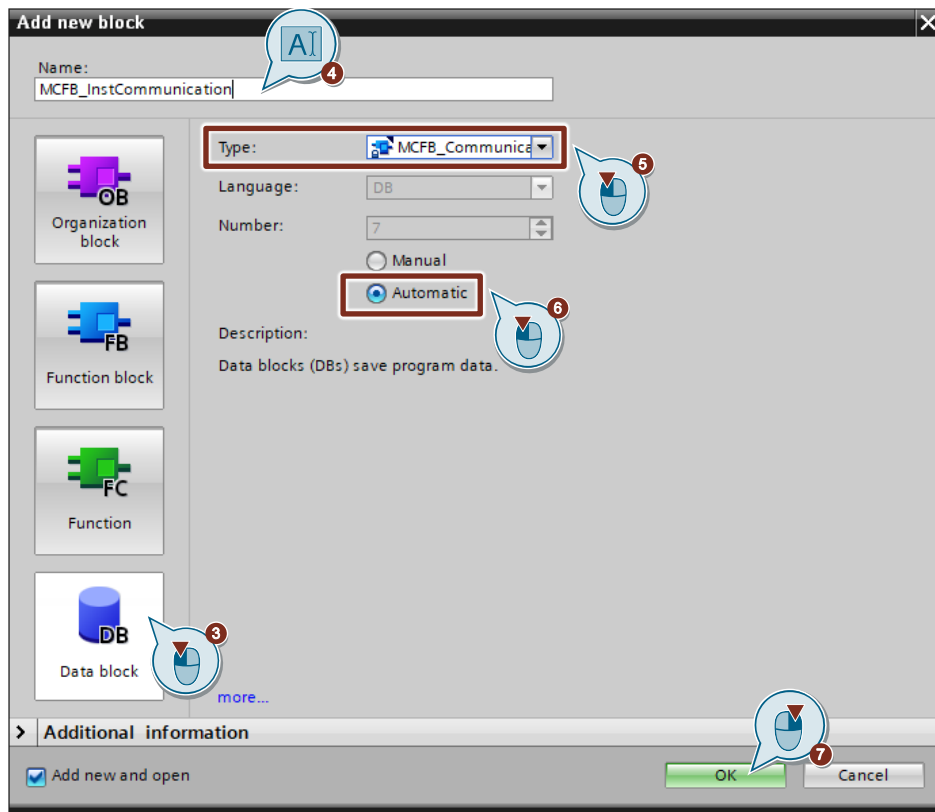 Add new block
AI
4
Name:
MCFB_InstCommunication
Type:
MCFB_Communica
5
Language:
DB
Number:
7
Manual
Automatic
6
Description:
Data blocks (DBs) save program data.
OB
Organization
block
FB
Function block
FC
Function
DB
Data block
3
more...
Additional information
7
Add new and open
OK
Cancel